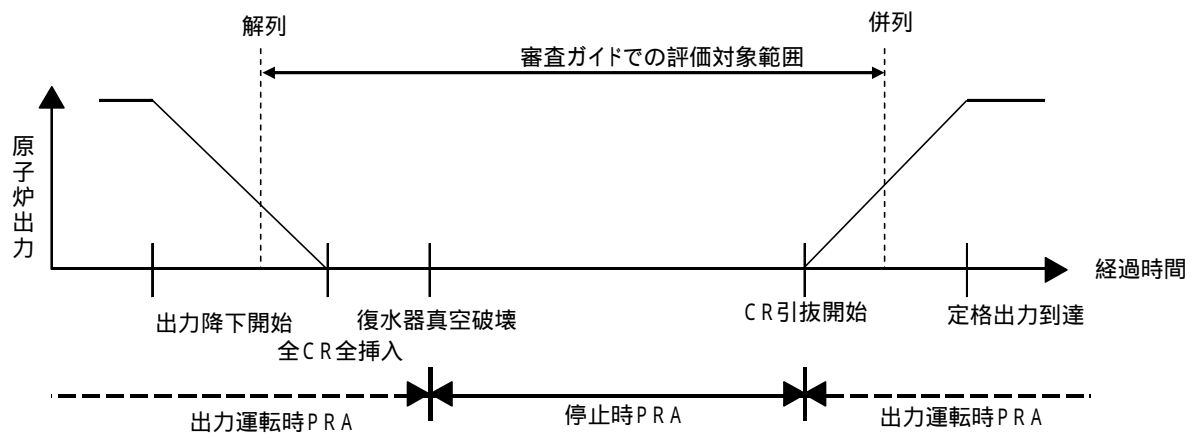 解列
併列
審査ガイドでの評価対象範囲
原子炉出力
経過時間
出力降下開始
復水器真空破壊
CR引抜開始
定格出力到達
全CR全挿入
出力運転時PRA
停止時PRA
出力運転時PRA